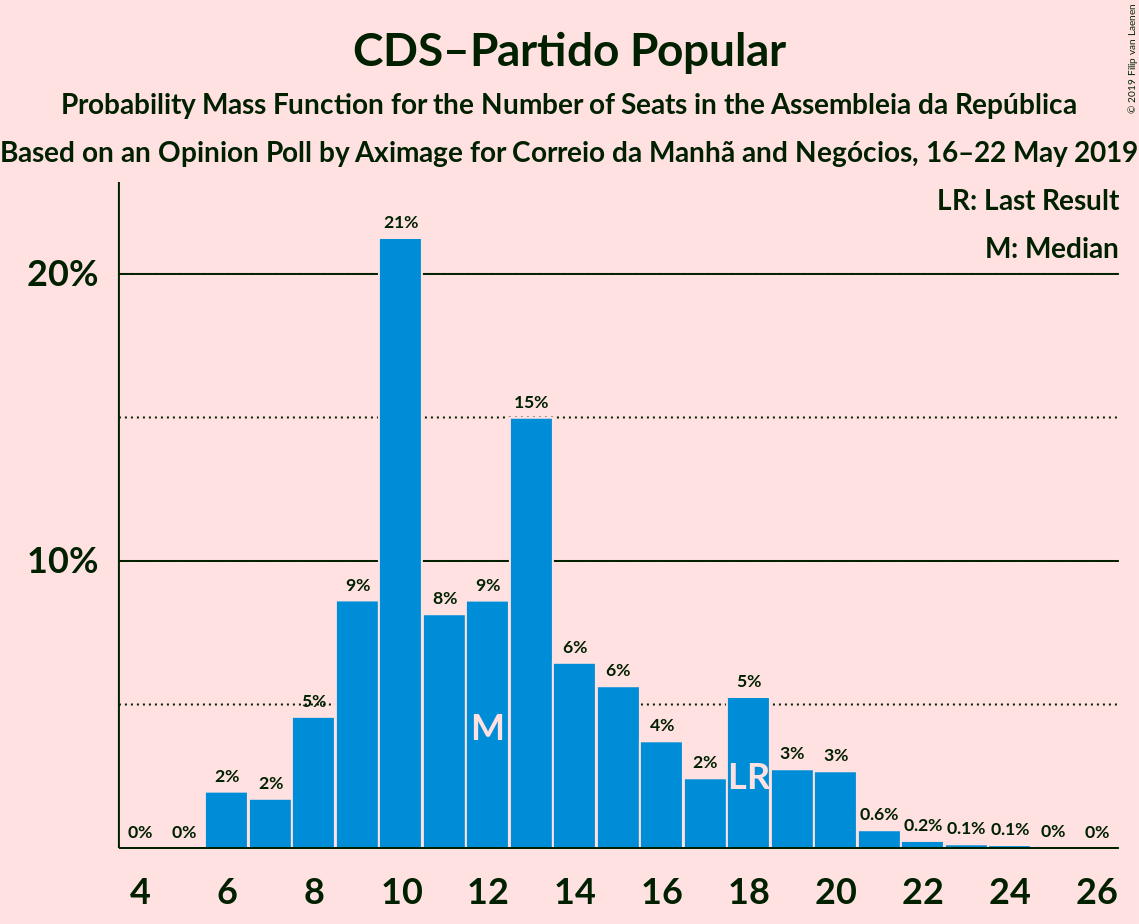 CDS–Partido Popular
Probability Mass Function for the Number of Seats in the Assembleia da República
Based on an Opinion Poll by Aximage for Correio da Manhã and Negócios, 16–22 May 2019
© 2019 Filip van Laenen
LR: Last Result
M: Median
20%
10%
0% 0% 2% 2% 5% 9% 21% 8% 9% 15% 6% 6% 4% 2% 5% 3% 3% 0.6% 0.2% 0.1% 0.1% 0% 0%
M
LR
4 6 8 10 12 14 16 18 20 22 24 26